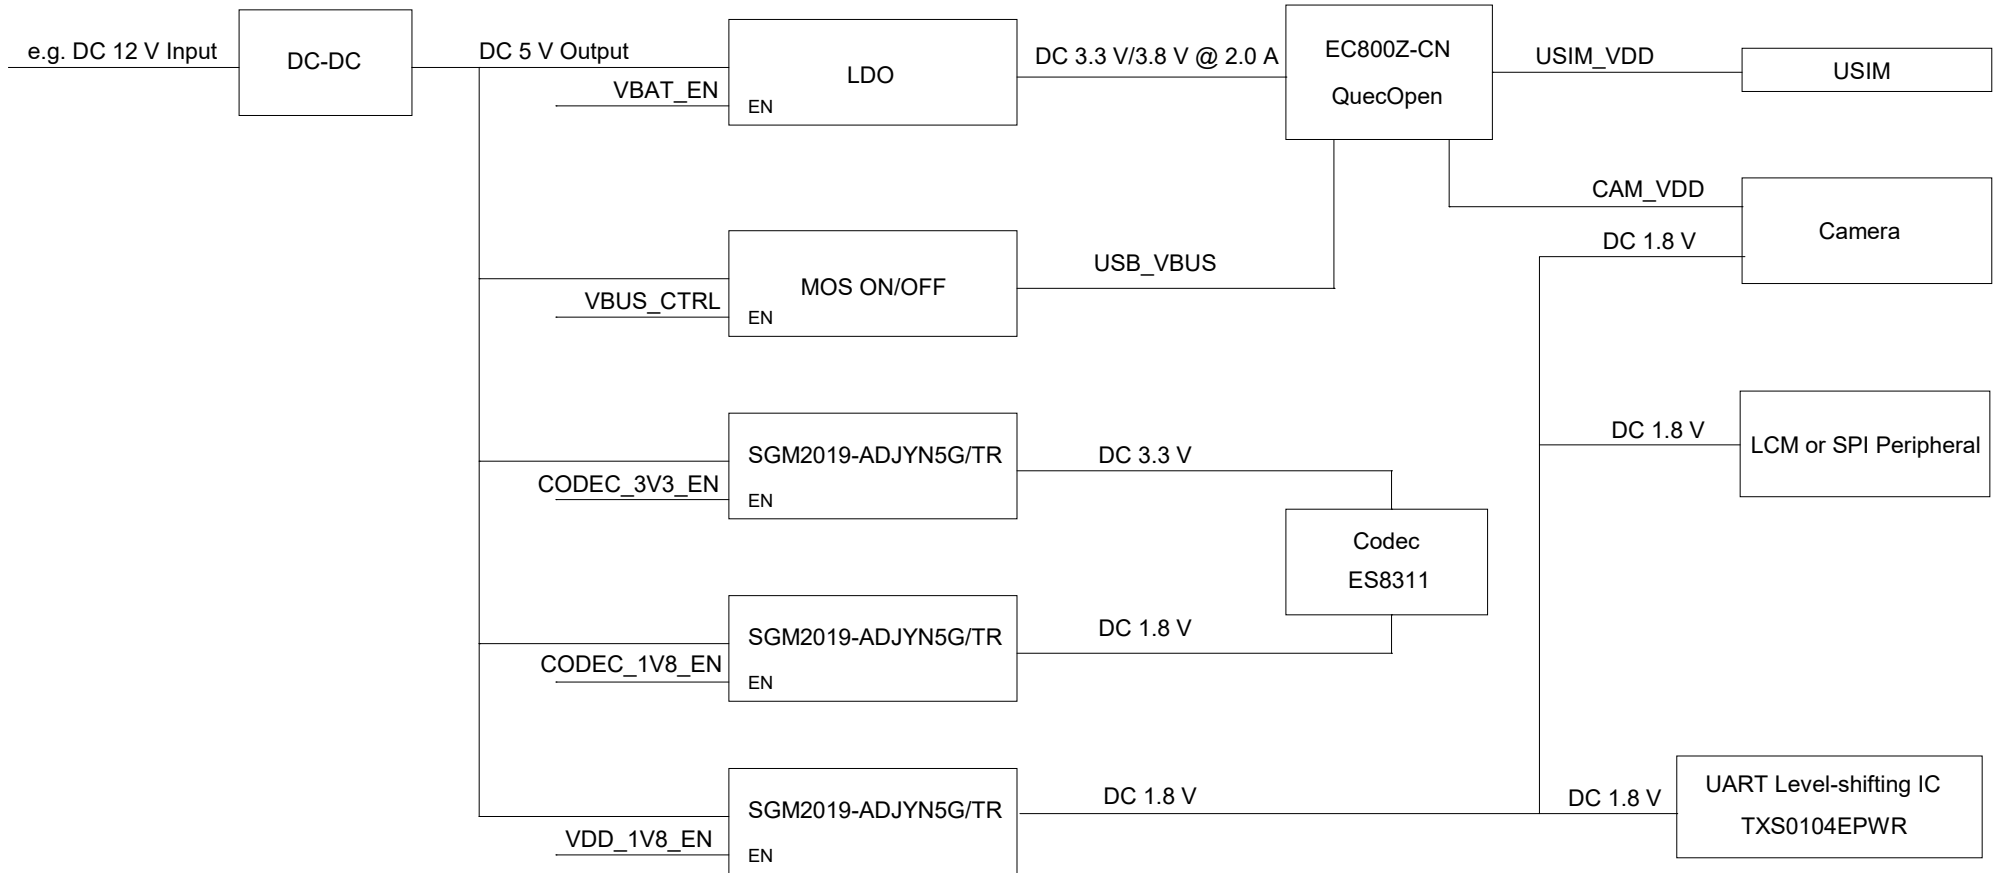 e.g. DC 12 V Input
DC-DC
DC 5 V Output
VBAT_EN
LDO
EN
DC 3.3 V/3.8 V @ 2.0 A
EC800Z-CN
QuecOpen
USIM_VDD
USIM
CAM_VDD
DC 1.8 V
Camera
VBUS_CTRL
MOS ON/OFF
EN
USB_VBUS
CODEC_3V3_EN
SGM2019-ADJYN5G/TR
EN
DC 3.3 V
DC 1.8 V
LCM or SPI Peripheral
Codec
ES8311
CODEC_1V8_EN
SGM2019-ADJYN5G/TR
EN
DC 1.8 V
VDD_1V8_EN
SGM2019-ADJYN5G/TR
EN
DC 1.8 V
DC 1.8 V
UART Level-shifting IC
TXS0104EPWR